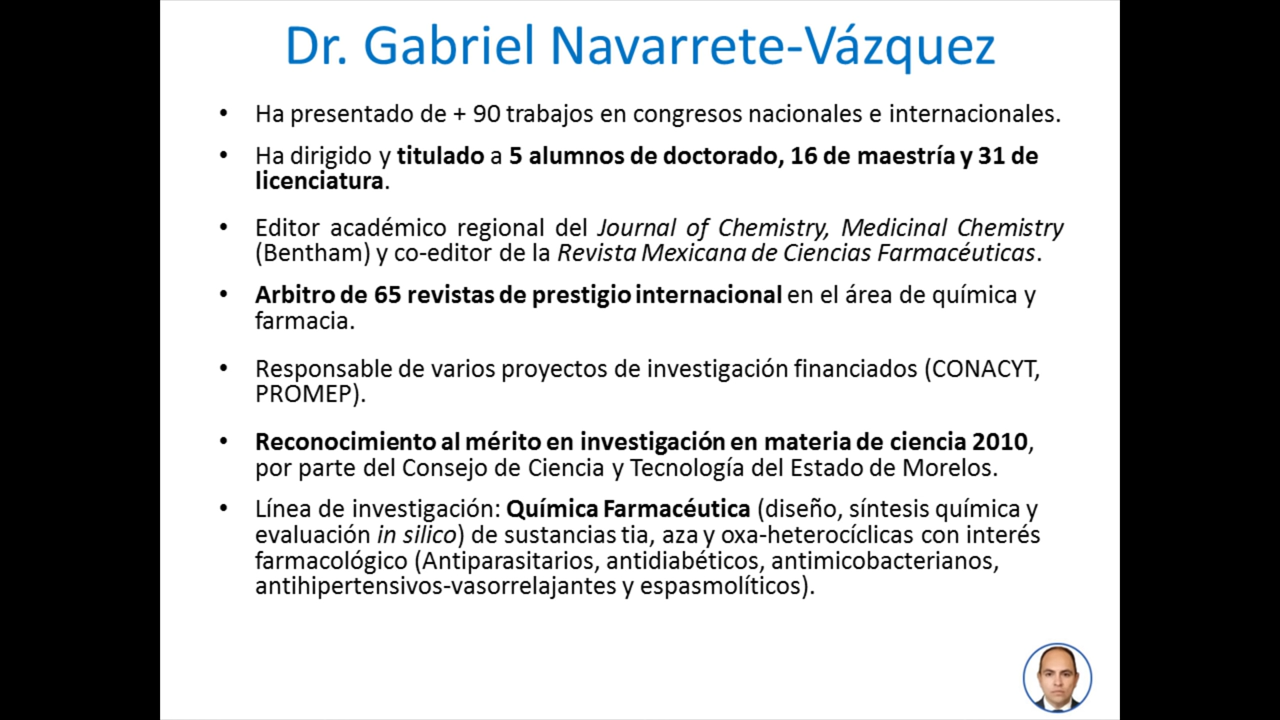 Dr. Gabriel Navarrete-Vázquez
• Ha presentado de + 90 trabajos en congresos nacionales e internacionales.
• Ha dirigido y titulado a 5 alumnos de doctorado, 16 de maestría y 31 de
licenciatura.
• Editor académico regional del Journal of Chemistry, Medicinal Chemistry
(Bentham) y co-editor de la Revista Mexicana de Ciencias Farmacéuticas.
• Arbitro de 65 revistas de prestigio internacional en el área de química y
farmacia.
• Responsable de varios proyectos de investigación financiados (CONACYT,
PROMEP).
• Reconocimiento al mérito en investigación en materia de ciencia 2010,
por parte del Consejo de Ciencia y Tecnología del Estado de Morelos.
• Línea de investigación: Química Farmacéutica (diseño, síntesis química y
evaluación in silico) de sustancias tia, aza y oxa-heterocíclicas con interés
farmacológico (Antiparasitarios, antidiabéticos, antimicobacterianos,
antihipertensivos-vasorrelajantes y espasmolíticos).